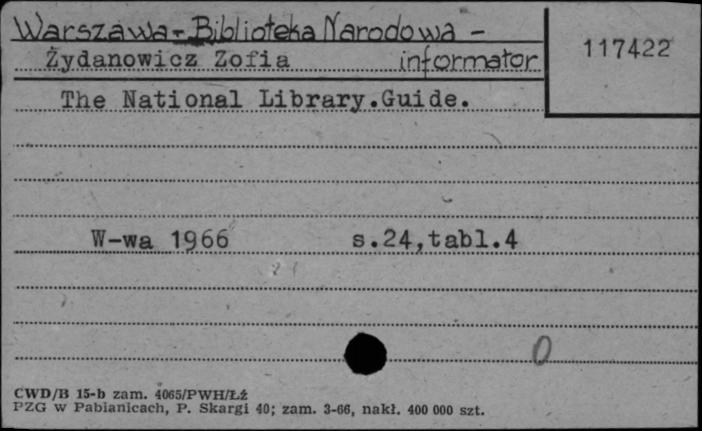 Warszawa - Biblioteka Narodowa -
Żydanowicz Zofia informator
117422
The National Library.Guide.
W-wa 1966 s.24,tabl.4
0
CWD/B 15-b zam. 4065/PWH/Łź
PZG w Pabianicach, P. Skargi 40; zam. 3-66, nakł. 400 000 szt.